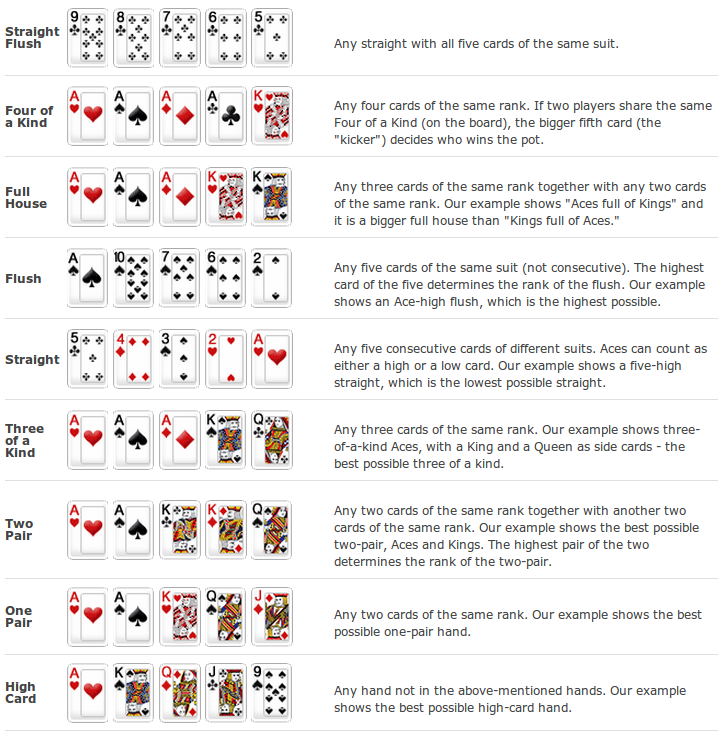 Straight
Flush
9 8 7 6 5
Any straight with all five cards of the same suit.
Four of
a Kind
A A A A K
Any four cards of the same rank. If two players share the same
Four of a Kind (on the board), the bigger fifth card (the
"kicker") decides who wins the pot.
Full
House
A A A K K
Any three cards of the same rank together with any two cards
of the same rank. Our example shows "Aces full of Kings" and
it is a bigger full house than "Kings full of Aces."
Flush
A 10 7 6 2
Any five cards of the same suit (not consecutive). The highest
card of the five determines the rank of the flush. Our example
shows an Ace-high flush, which is the highest possible.
Straight
5 4 3 2 A
Any five consecutive cards of different suits. Aces can count as
either a high or a low card. Our example shows a five-high
straight, which is the lowest possible straight.
Three
of a
Kind
A A A K Q
Any three cards of the same rank. Our example shows three-
of-a-kind Aces, with a King and a Queen as side cards - the
best possible three of a kind.
Two
Pair
A A K K Q
Any two cards of the same rank together with another two
cards of the same rank. Our example shows the best possible
two-pair, Aces and Kings. The highest pair of the two
determines the rank of the two-pair.
One
Pair
A A K Q J
Any two cards of the same rank. Our example shows the best
possible one-pair hand.
High
Card
A K Q J 9
Any hand not in the above-mentioned hands. Our example
shows the best possible high-card hand.